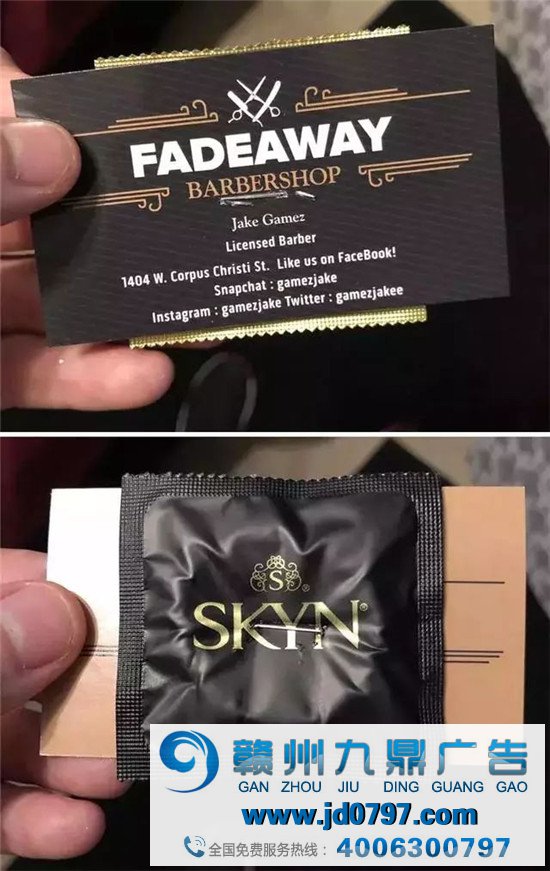 FADEAWAY
BARBERSHOP
Jake Gamez
Licensed Barber
1404 W. Corpus Christi St. Like us on FaceBook!
Snapchat : gamezjake
Instagram : gamezjake Twitter : gamezjakee
S
®
SKYN®
赣州九鼎广告
GAN ZHOU JIU DING GUANG GAO
www.jd0797.com
全国免费服务热线： 4006300797